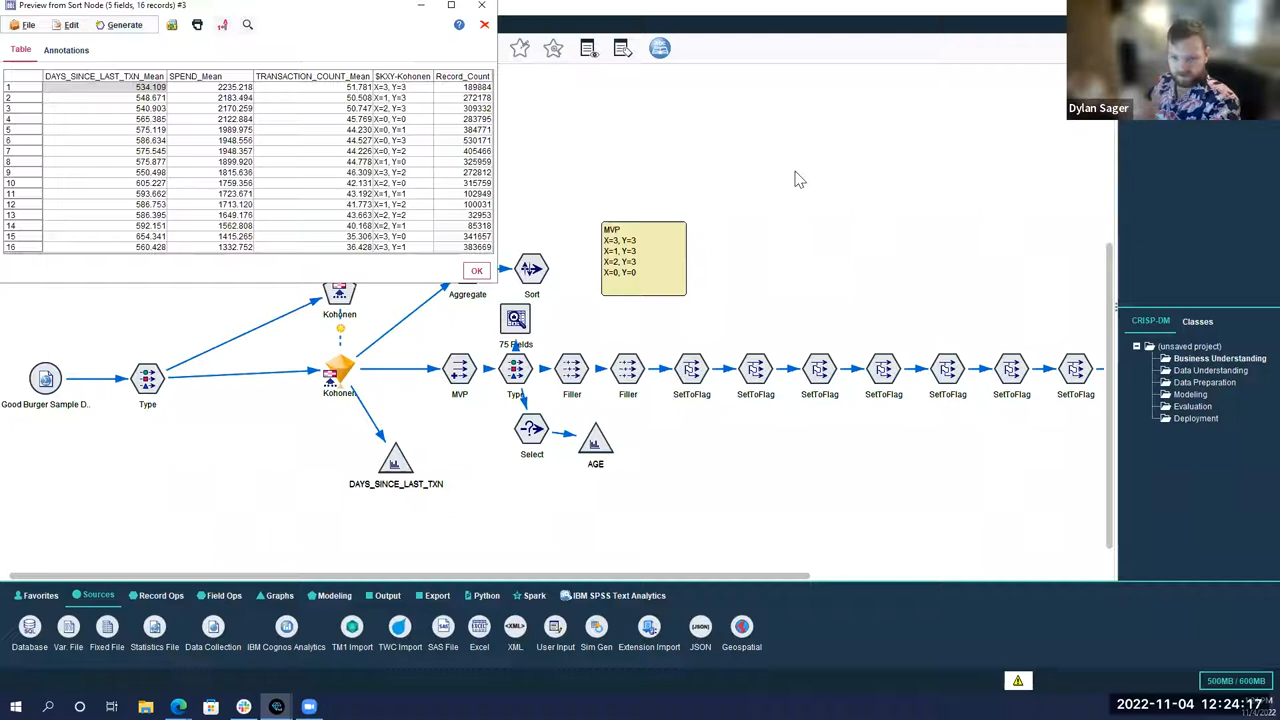 Preview from Sort Node (5 fields, 16 records) #3
File Edit Generate
Table Annotations
DAYS_SINCE_LAST_TXN_Mean SPEND_Mean TRANSACTION_COUNT_Mean $KXY-Kohonen Record_Count
1 534.109 2235.218 51.781 X=3, Y=3 189884
2 548.671 2183.494 50.508 X=1, Y=3 272178
3 540.903 2170.259 50.747 X=2, Y=3 309332
4 565.385 2122.884 45.769 X=0, Y=0 283795
5 575.119 1989.975 44.230 X=0, Y=1 384771
6 586.634 1948.556 44.527 X=0, Y=3 530171
7 575.545 1948.357 44.226 X=0, Y=2 405466
8 575.877 1899.920 44.778 X=1, Y=0 325959
9 550.498 1815.636 46.309 X=3, Y=2 272812
10 605.227 1759.356 42.131 X=2, Y=0 315759
11 593.662 1723.671 43.192 X=1, Y=1 102949
12 586.753 1713.120 41.773 X=1, Y=2 100031
13 586.395 1649.176 43.663 X=2, Y=2 32953
14 592.151 1562.808 40.168 X=2, Y=1 85318
15 654.341 1415.265 35.306 X=3, Y=0 341657
16 560.428 1332.752 36.428 X=3, Y=1 383669
OK
Dylan Sager
MVP
X=3, Y=3
X=1, Y=3
X=2, Y=3
X=0, Y=0
Aggregate Sort
Kohonen
75 Fields
Good Burger Sample D... Type Kohonen MVP Type Filler Filler SetToFlag SetToFlag SetToFlag SetToFlag SetToFlag SetToFlag SetToFlag
Select AGE
DAYS_SINCE_LAST_TXN
CRISP-DM Classes
(unsaved project)
Business Understanding
Data Understanding
Data Preparation
Modeling
Evaluation
Deployment
Favorites Sources Record Ops Field Ops Graphs Modeling Output Export Python Spark IBM SPSS Text Analytics
Database Var. File Fixed File Statistics File Data Collection IBM Cognos Analytics TM1 Import TWC Import SAS File Excel XML User Input Sim Gen Extension Import JSON Geospatial
500MB / 600MB
2022-11-04 12:24:17